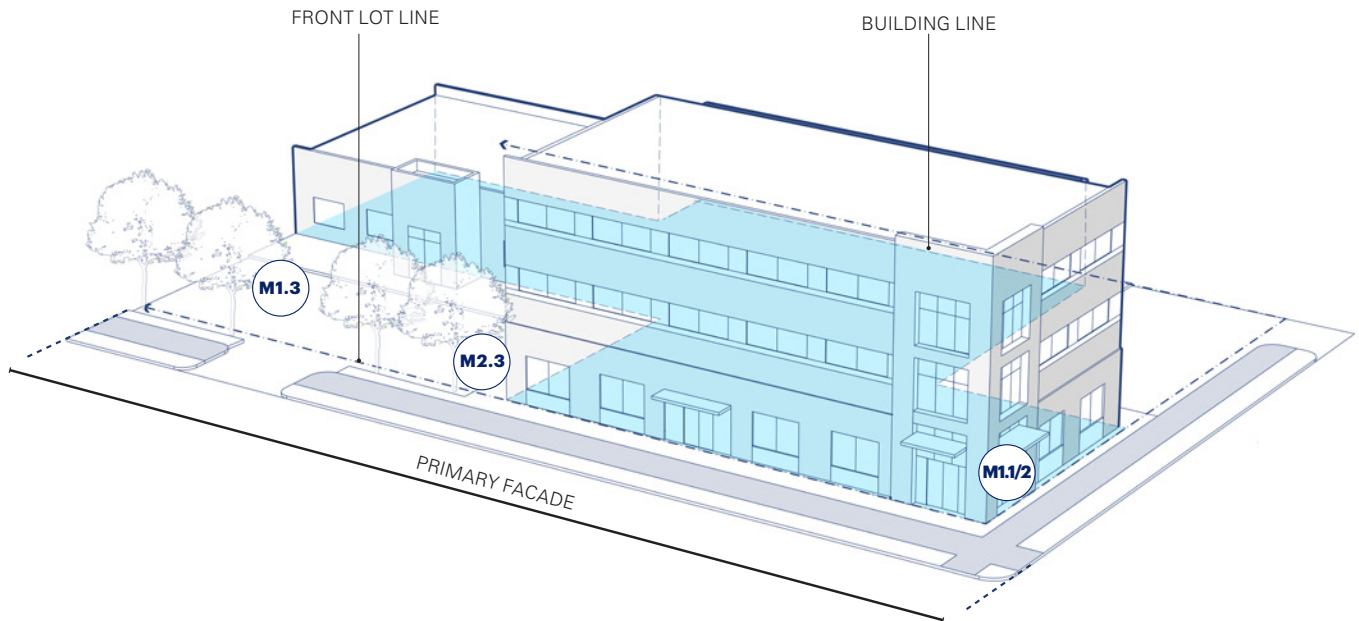 FRONT LOT LINE
BUILDING LINE
M1.3
M2.3
M1.1/2
PRIMARY FACADE